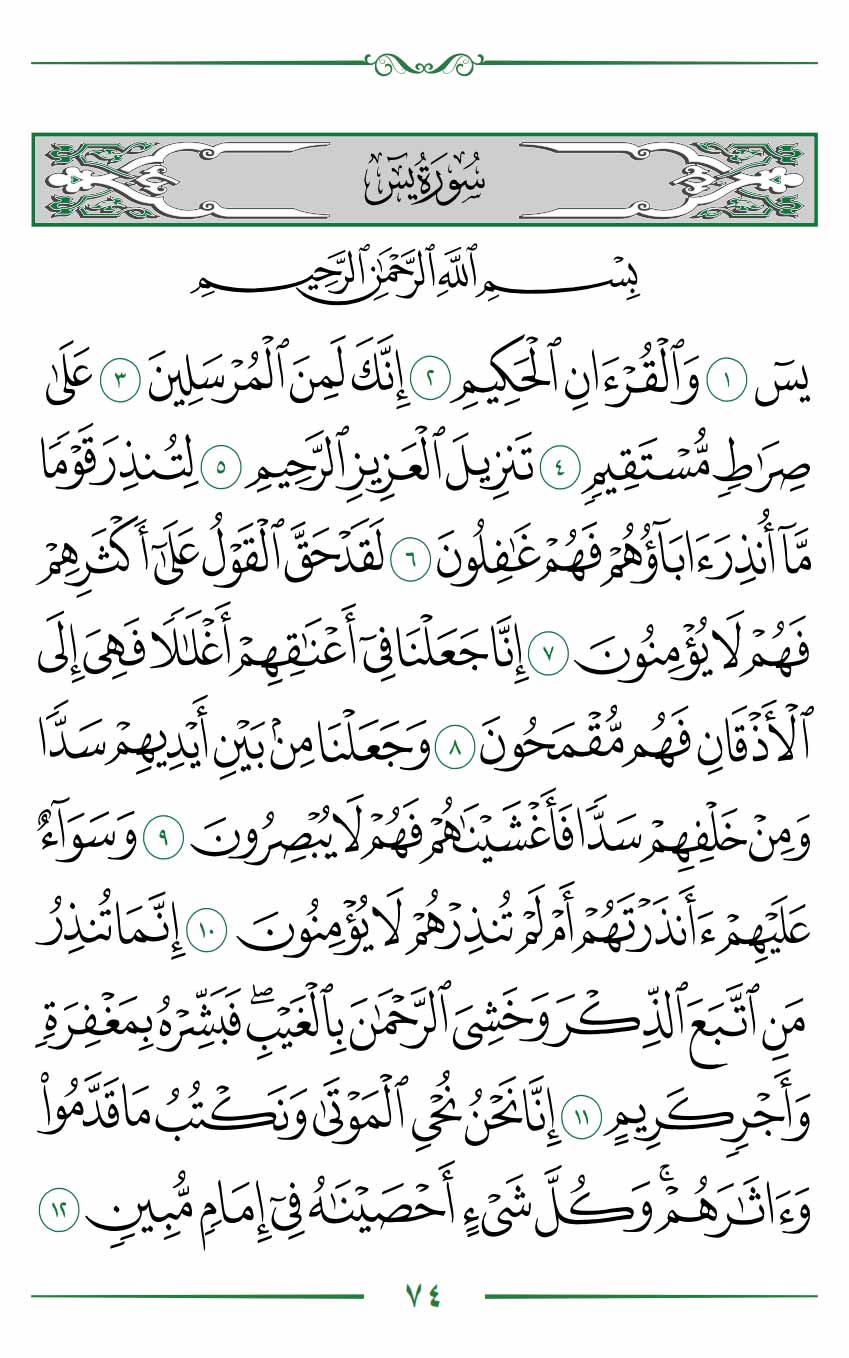 سُورَةُ يسٓ
بِسْمِ ٱللَّهِ ٱلرَّحْمَٰنِ ٱلرَّحِيمِ
يسٓ ١ وَٱلْقُرْءَانِ ٱلْحَكِيمِ ٢ إِنَّكَ لَمِنَ ٱلْمُرْسَلِينَ ٣ عَلَىٰ
صِرَٰطٍ مُّسْتَقِيمٍ ٤ تَنزِيلَ ٱلْعَزِيزِ ٱلرَّحِيمِ ٥ لِتُنذِرَ قَوْمًا
مَّآ أُنذِرَ ءَابَآؤُهُمْ فَهُمْ غَٰفِلُونَ ٦ لَقَدْ حَقَّ ٱلْقَوْلُ عَلَىٰٓ أَكْثَرِهِمْ
فَهُمْ لَا يُؤْمِنُونَ ٧ إِنَّا جَعَلْنَا فِىٓ أَعْنَٰقِهِمْ أَغْلَٰلًا فَهِىَ إِلَى
ٱلْأَذْقَانِ فَهُم مُّقْمَحُونَ ٨ وَجَعَلْنَا مِنۢ بَيْنِ أَيْدِيهِمْ سَدًّا
وَمِنْ خَلْفِهِمْ سَدًّا فَأَغْشَيْنَٰهُمْ فَهُمْ لَا يُبْصِرُونَ ٩ وَسَوَآءٌ
عَلَيْهِمْ ءَأَنذَرْتَهُمْ أَمْ لَمْ تُنذِرْهُمْ لَا يُؤْمِنُونَ ١٠ إِنَّمَا تُنذِرُ
مَنِ ٱتَّبَعَ ٱلذِّكْرَ وَخَشِىَ ٱلرَّحْمَٰنَ بِٱلْغَيْبِ ۖ فَبَشِّرْهُ بِمَغْفِرَةٍ
وَأَجْرٍ كَرِيمٍ ١١ إِنَّا نَحْنُ نُحْىِ ٱلْمَوْتَىٰ وَنَكْتُبُ مَا قَدَّمُوا۟
وَءَاثَٰرَهُمْ ۚ وَكُلَّ شَىْءٍ أَحْصَيْنَٰهُ فِىٓ إِمَامٍ مُّبِينٍ ١٢
٧٤